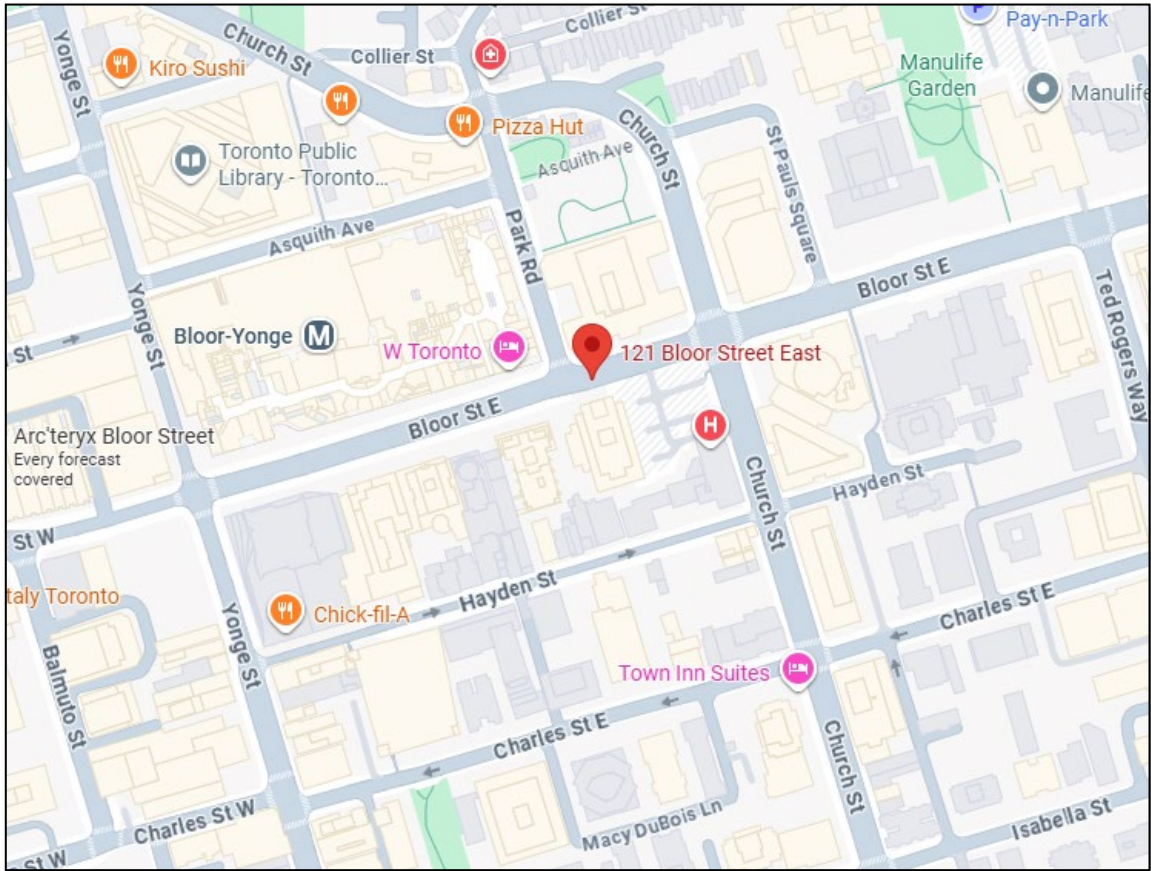 Yonge St
Church St
Collier St
Collier St
Pay-n-Park
Kiro Sushi
Manulife
Garden
Manulife
Pizza Hut
Church St
Toronto Public
Library - Toronto...
Asquith Ave
St Pauls Square
Asquith Ave
Park Rd
Bloor St E
Ted Rogers Way
Yonge St
Bloor-Yonge
M
St
W Toronto
121 Bloor Street East
Bloor St E
Arc'teryx Bloor Street
Every forecast
covered
H
Church St
Hayden St
St W
taly Toronto
Hayden St
Chick-fil-A
Charles St E
Yonge St
Balmuto St
Town Inn Suites
Charles St E
Church St
Charles St W
Macy DuBois Ln
Isabella St
St W